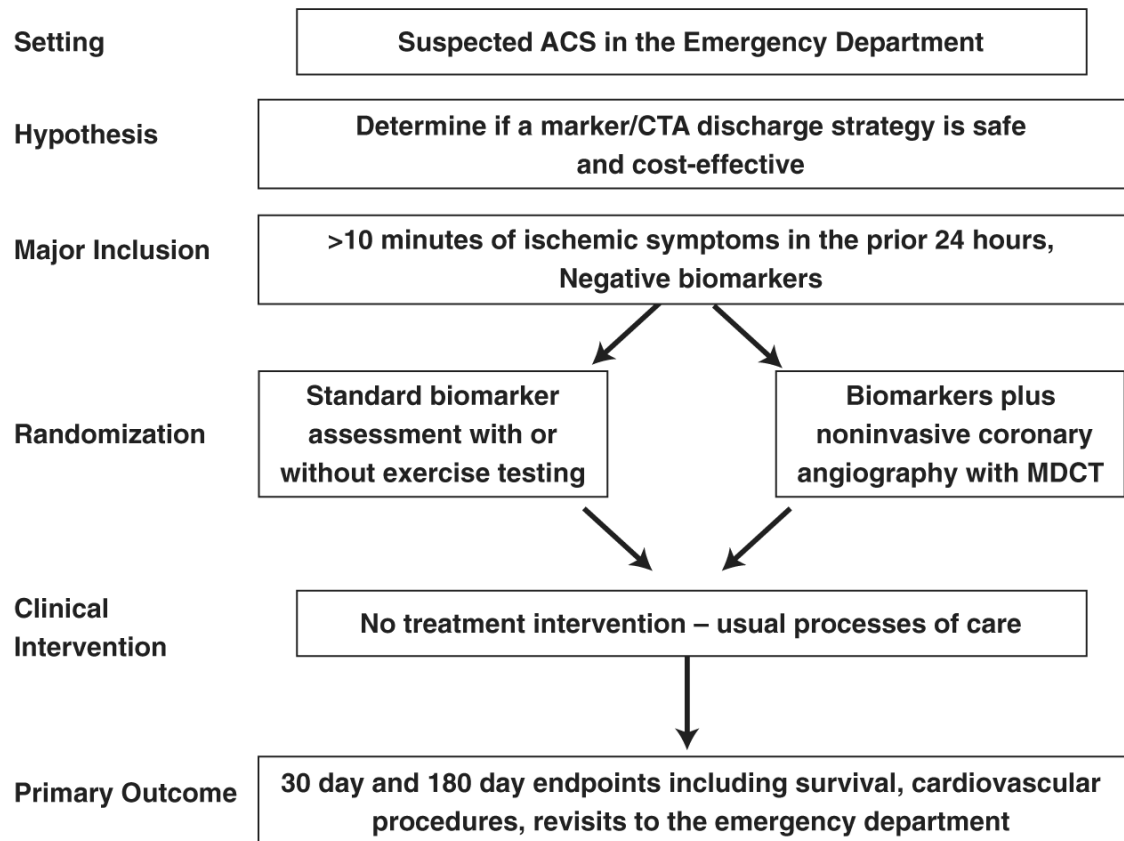 Setting
Suspected ACS in the Emergency Department
Hypothesis
Determine if a marker/CTA discharge strategy is safe
and cost-effective
Major Inclusion
>10 minutes of ischemic symptoms in the prior 24 hours,
Negative biomarkers
Randomization
Standard biomarker
assessment with or
without exercise testing
Biomarkers plus
noninvasive coronary
angiography with MDCT
Clinical
Intervention
No treatment intervention – usual processes of care
Primary Outcome
30 day and 180 day endpoints including survival, cardiovascular
procedures, revisits to the emergency department